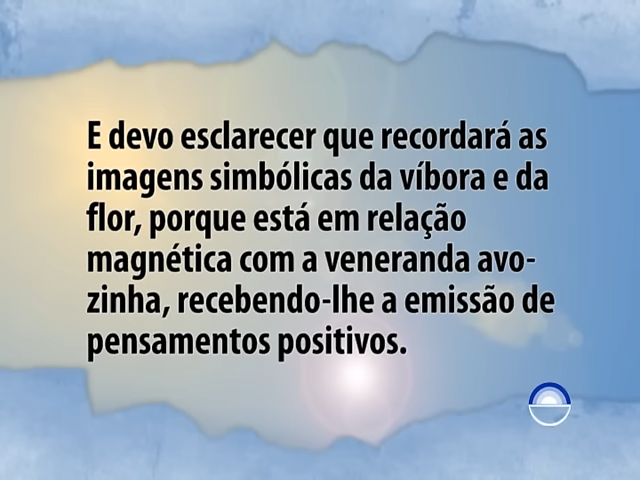 E devo esclarecer que recordará as
imagens simbólicas da víbora e da
flor, porque está em relação
magnética com a veneranda avo-
zinha, recebendo-lhe a emissão de
pensamentos positivos.